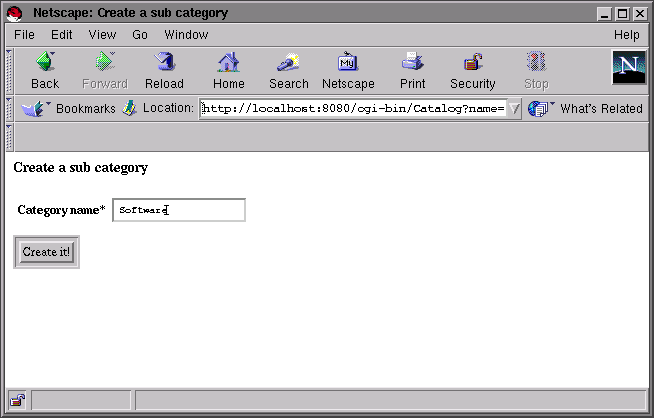 Netscape: Create a sub category
File Edit View Go Window Help
Back Forward Reload Home Search Netscape Print Security Stop
My
N
Bookmarks Location: http://localhost:8080/cgi-bin/Catalog?name= What's Related
Create a sub category
Category name* Software
Create it!